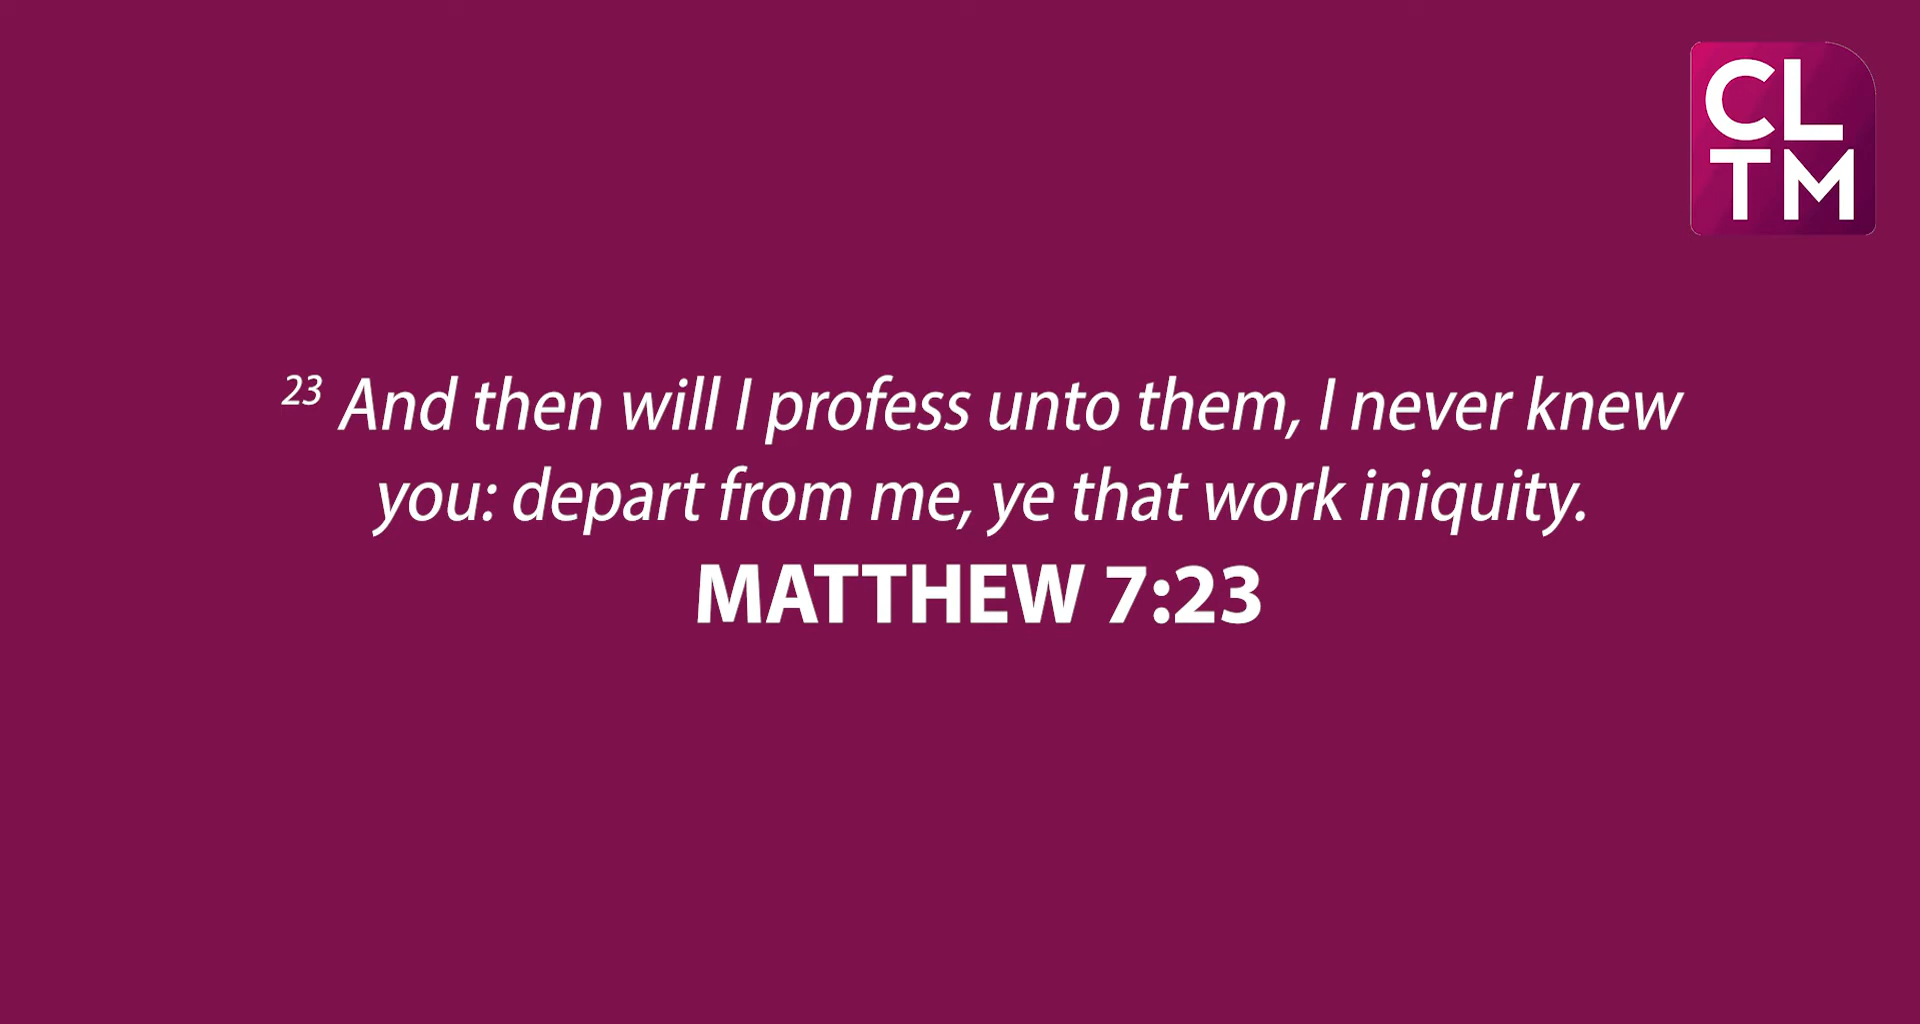 CL
TM
23 And then will I profess unto them, I never knew
you: depart from me, ye that work iniquity.
MATTHEW 7:23